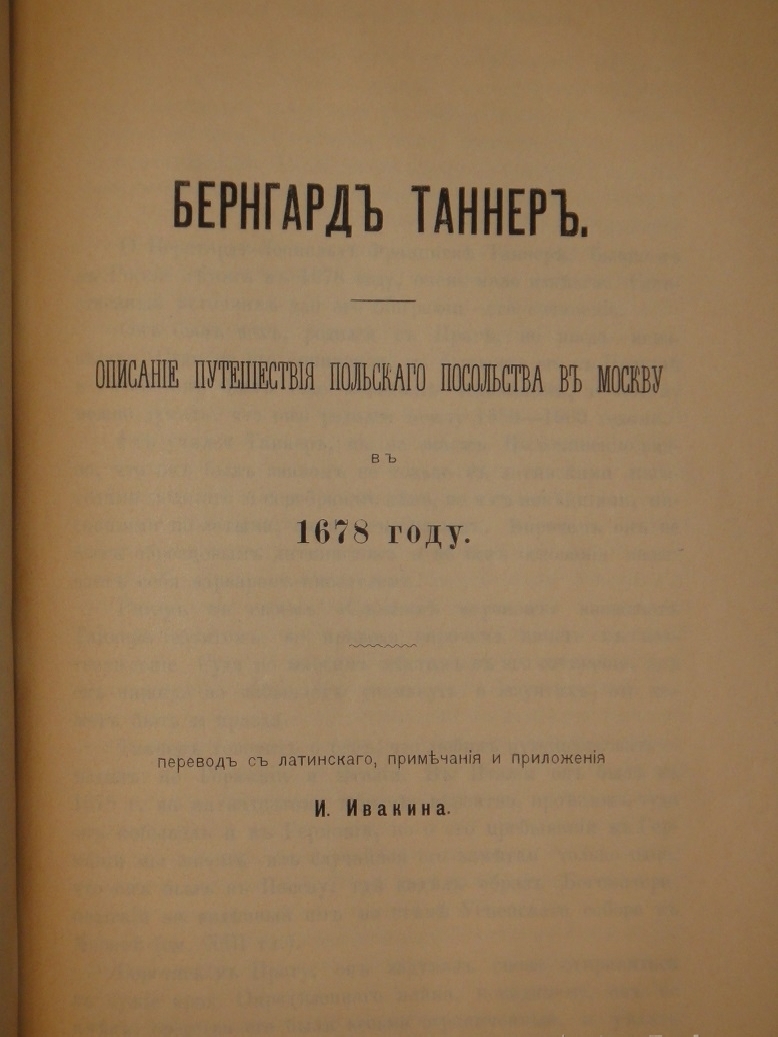 БЕРНГАРДЪ ТАННЕРЪ.
ОПИСАНІЕ ПУТЕШЕСТВІЯ ПОЛЬСКАГО ПОСОЛЬСТВА ВЪ МОСКВУ
ВЪ
1678 году.
переводъ съ латинскаго, примѣчанія и приложенія
И. Ивакина.